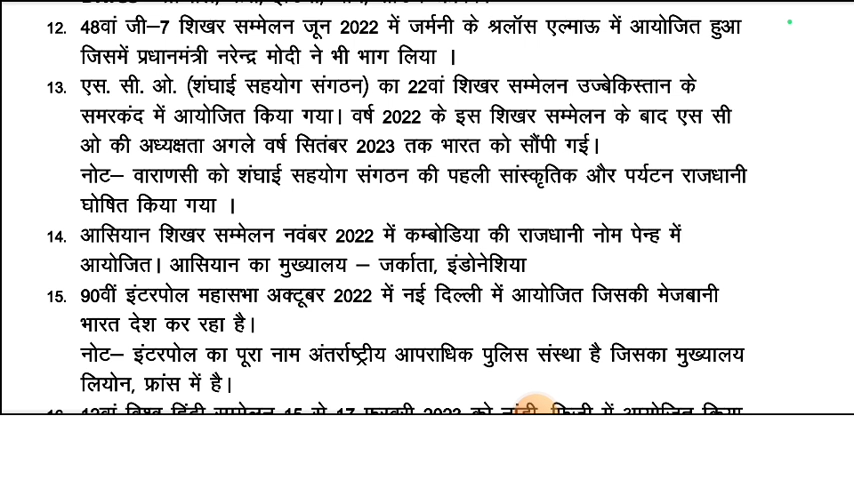 12. 48वां जी–7 शिखर सम्मेलन जून 2022 में जर्मनी के श्रलॉस एल्माऊ में आयोजित हुआ
जिसमें प्रधानमंत्री नरेन्द्र मोदी ने भी भाग लिया ।
13. एस. सी. ओ. (शंघाई सहयोग संगठन) का 22वां शिखर सम्मेलन उज्बेकिस्तान के
समरकंद में आयोजित किया गया। वर्ष 2022 के इस शिखर सम्मेलन के बाद एस सी
ओ की अध्यक्षता अगले वर्ष सितंबर 2023 तक भारत को सौंपी गई।
नोट– वाराणसी को शंघाई सहयोग संगठन की पहली सांस्कृतिक और पर्यटन राजधानी
घोषित किया गया ।
14. आसियान शिखर सम्मेलन नवंबर 2022 में कम्बोडिया की राजधानी नोम पेन्ह में
आयोजित। आसियान का मुख्यालय – जर्काता, इंडोनेशिया
15. 90वीं इंटरपोल महासभा अक्टूबर 2022 में नई दिल्ली में आयोजित जिसकी मेजबानी
भारत देश कर रहा है।
नोट– इंटरपोल का पूरा नाम अंतर्राष्ट्रीय आपराधिक पुलिस संस्था है जिसका मुख्यालय
लियोन, फ्रांस में है।